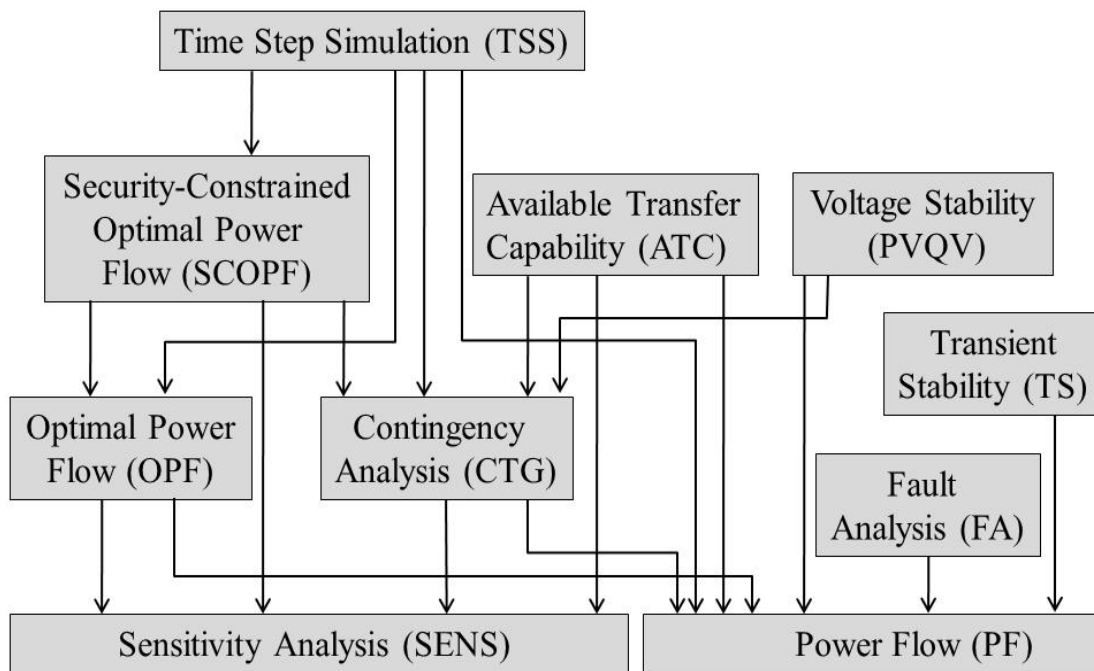 Time Step Simulation (TSS)
Security-Constrained
Optimal Power
Flow (SCOPF)
Available Transfer
Capability (ATC)
Voltage Stability
(PVQV)
Transient
Stability (TS)
Optimal Power
Flow (OPF)
Contingency
Analysis (CTG)
Fault
Analysis (FA)
Sensitivity Analysis (SENS)
Power Flow (PF)